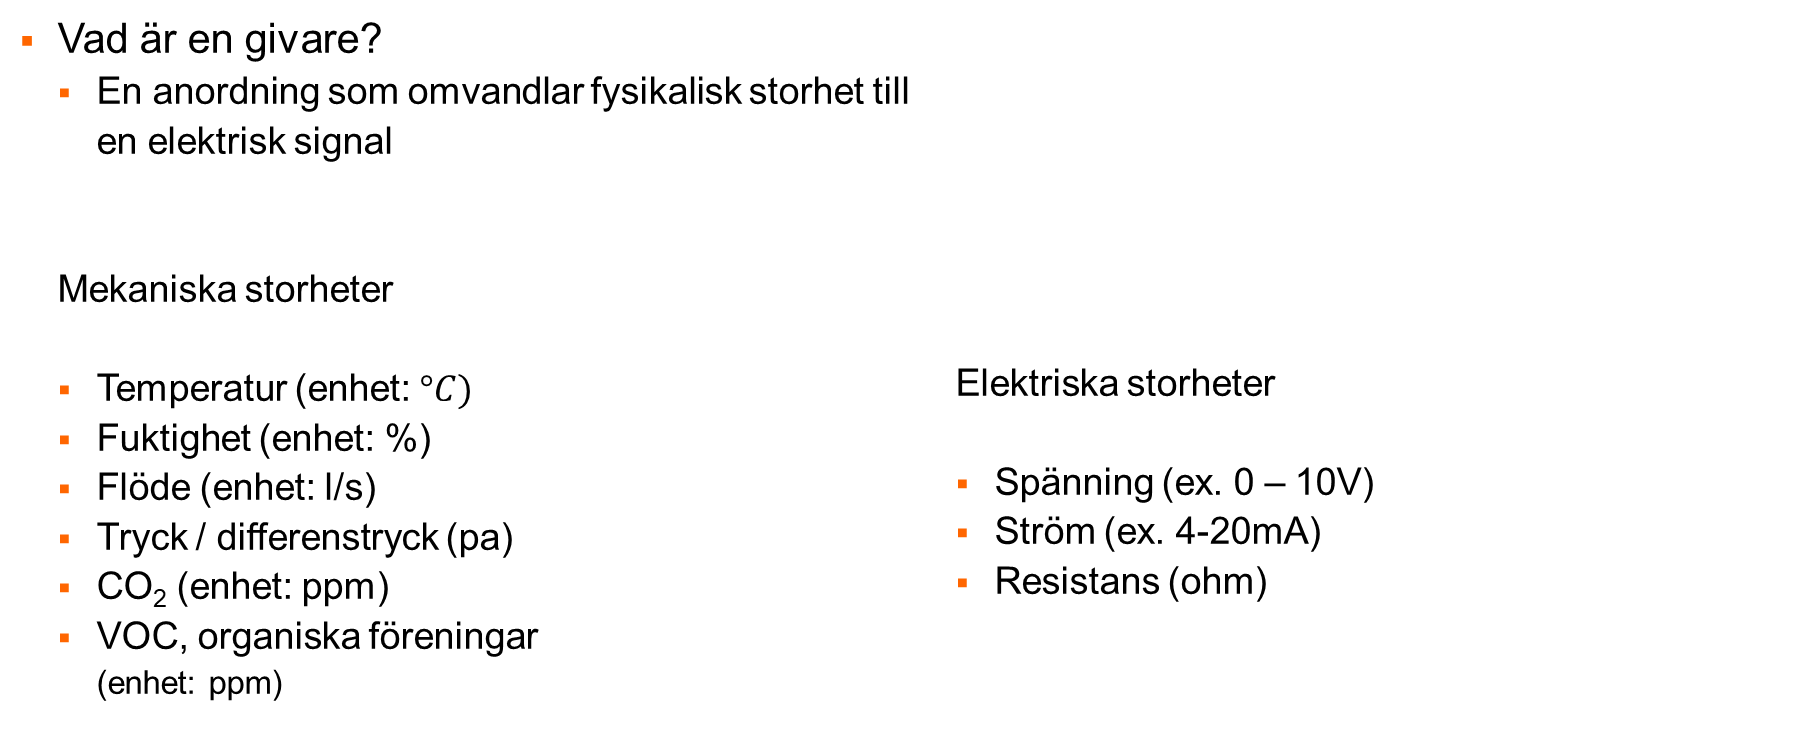 ▪ Vad är en givare?
▪ En anordning som omvandlar fysikalisk storhet till
en elektrisk signal
Mekaniska storheter
▪ Temperatur (enhet: °C)
▪ Fuktighet (enhet: %)
▪ Flöde (enhet: l/s)
▪ Tryck / differenstryck (pa)
▪ CO₂ (enhet: ppm)
▪ VOC, organiska föreningar
(enhet: ppm)
Elektriska storheter
▪ Spänning (ex. 0 – 10V)
▪ Ström (ex. 4-20mA)
▪ Resistans (ohm)